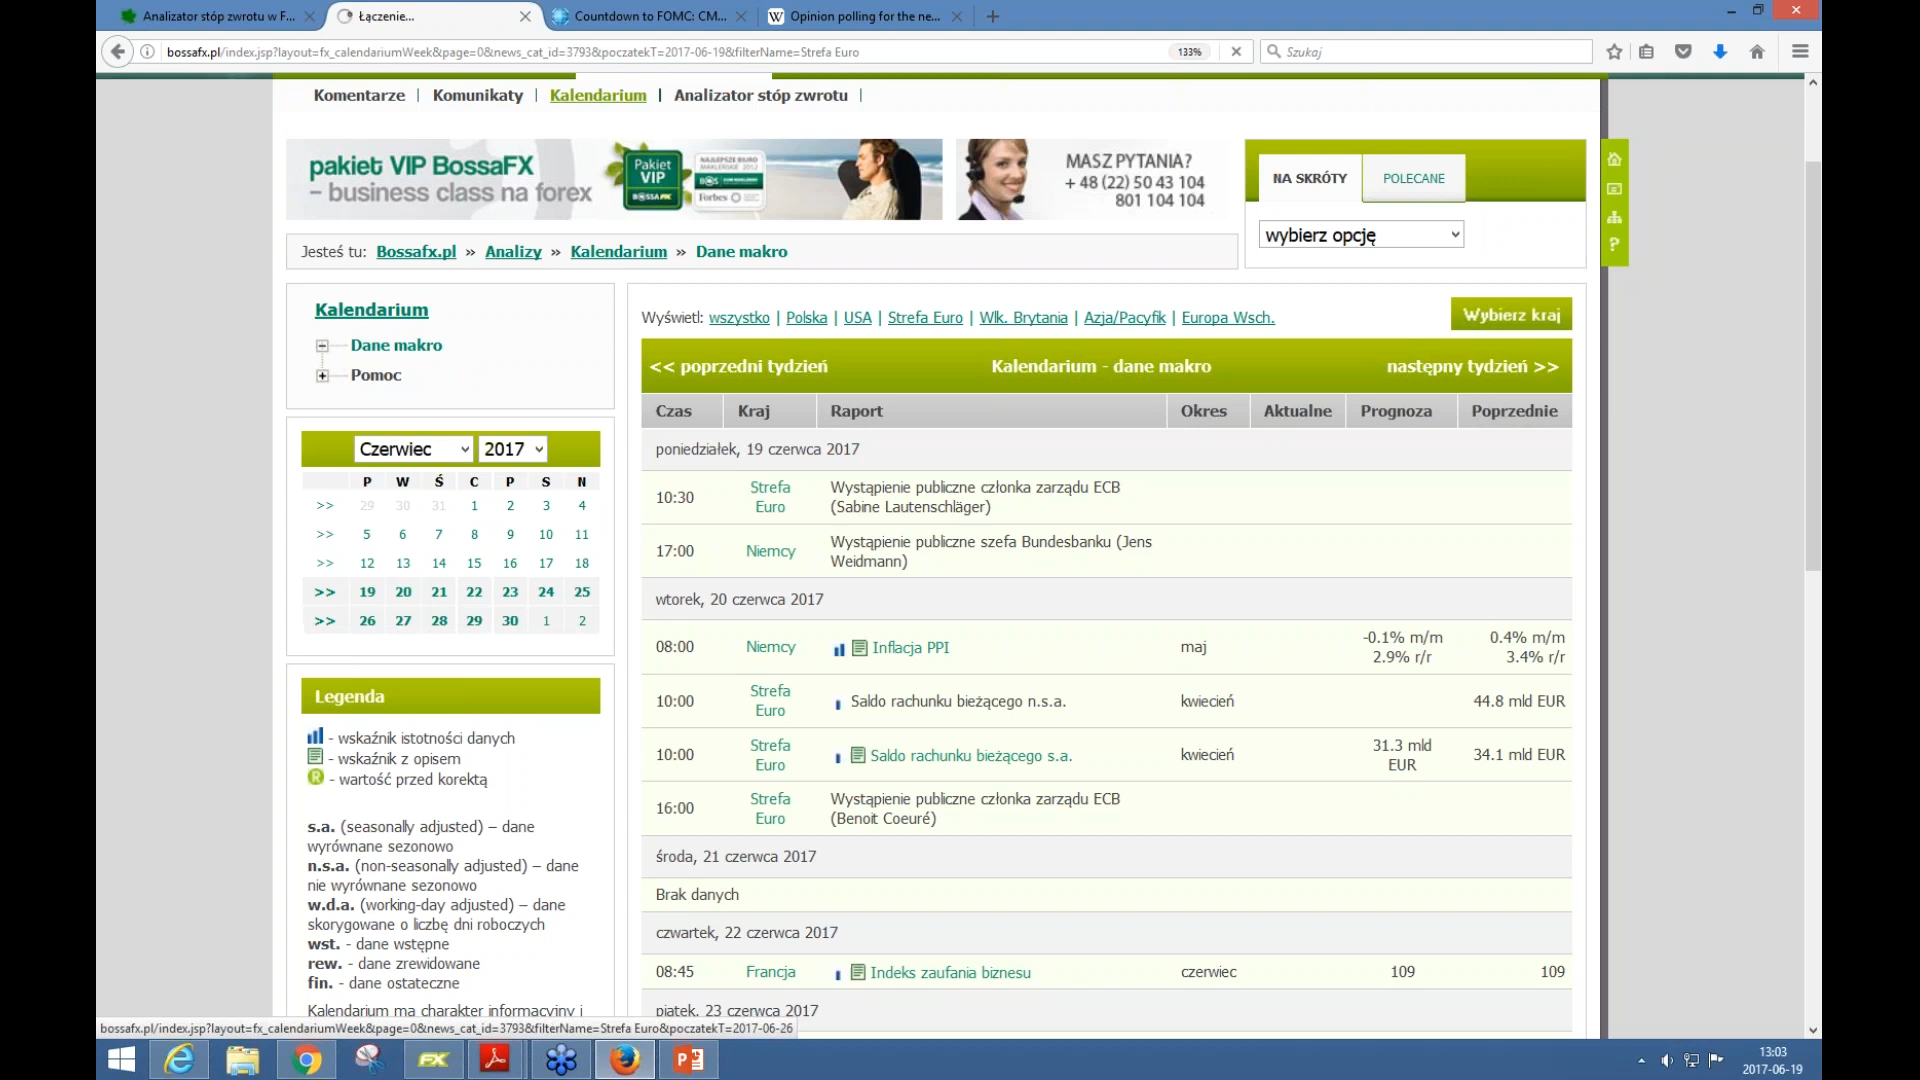 Analizator stóp zwrotu w F...
Łączenie...
Countdown to FOMC: CM...
W Opinion polling for the ne...
bossafx.pl/index.jsp?layout=fx_calendariumWeek&page=0&news_cat_id=3793&poczatekT=2017-06-19&filterName=Strefa Euro
133%
Szukaj
Komentarze | Komunikaty | Kalendarium | Analizator stóp zwrotu |
pakiet VIP BossaFX
– business class na forex
Pakiet
VIP
BOSSAFX
NAJLEPSZE BIURO
MAKLERSKIE 2012
Forbes
MASZ PYTANIA?
+ 48 (22) 50 43 104
801 104 104
NA SKRÓTY
POLECANE
wybierz opcję
?
Jesteś tu: Bossafx.pl » Analizy » Kalendarium » Dane makro
Kalendarium
Dane makro
Pomoc
Czerwiec 2017
P W Ś C P S N
>> 29 30 31 1 2 3 4
>> 5 6 7 8 9 10 11
>> 12 13 14 15 16 17 18
>> 19 20 21 22 23 24 25
>> 26 27 28 29 30 1 2
Legenda
- wskaźnik istotności danych
- wskaźnik z opisem
R - wartość przed korektą
s.a. (seasonally adjusted) – dane
wyrównane sezonowo
n.s.a. (non-seasonally adjusted) – dane
nie wyrównane sezonowo
w.d.a. (working-day adjusted) – dane
skorygowane o liczbę dni roboczych
wst. - dane wstępne
rew. - dane zrewidowane
fin. - dane ostateczne
Kalendarium ma charakter informacyjny i
Wyświetl: wszystko | Polska | USA | Strefa Euro | Wlk. Brytania | Azja/Pacyfik | Europa Wsch.
Wybierz kraj
<< poprzedni tydzień Kalendarium - dane makro następny tydzień >>
Czas Kraj Raport Okres Aktualne Prognoza Poprzednie
poniedziałek, 19 czerwca 2017
10:30 Strefa Euro Wystąpienie publiczne członka zarządu ECB
(Sabine Lautenschläger)
17:00 Niemcy Wystąpienie publiczne szefa Bundesbanku (Jens
Weidmann)
wtorek, 20 czerwca 2017
08:00 Niemcy Inflacja PPI maj -0.1% m/m 0.4% m/m
2.9% r/r 3.4% r/r
10:00 Strefa Euro Saldo rachunku bieżącego n.s.a. kwiecień 44.8 mld EUR
10:00 Strefa Euro Saldo rachunku bieżącego s.a. kwiecień 31.3 mld EUR 34.1 mld EUR
16:00 Strefa Euro Wystąpienie publiczne członka zarządu ECB
(Benoit Coeuré)
środa, 21 czerwca 2017
Brak danych
czwartek, 22 czerwca 2017
08:45 Francja Indeks zaufania biznesu czerwiec 109 109
piątek, 23 czerwca 2017
bossafx.pl/index.jsp?layout=fx_calendariumWeek&page=0&news_cat_id=3793&filterName=Strefa Euro&poczatekT=2017-06-26
FX
13:03
2017-06-19